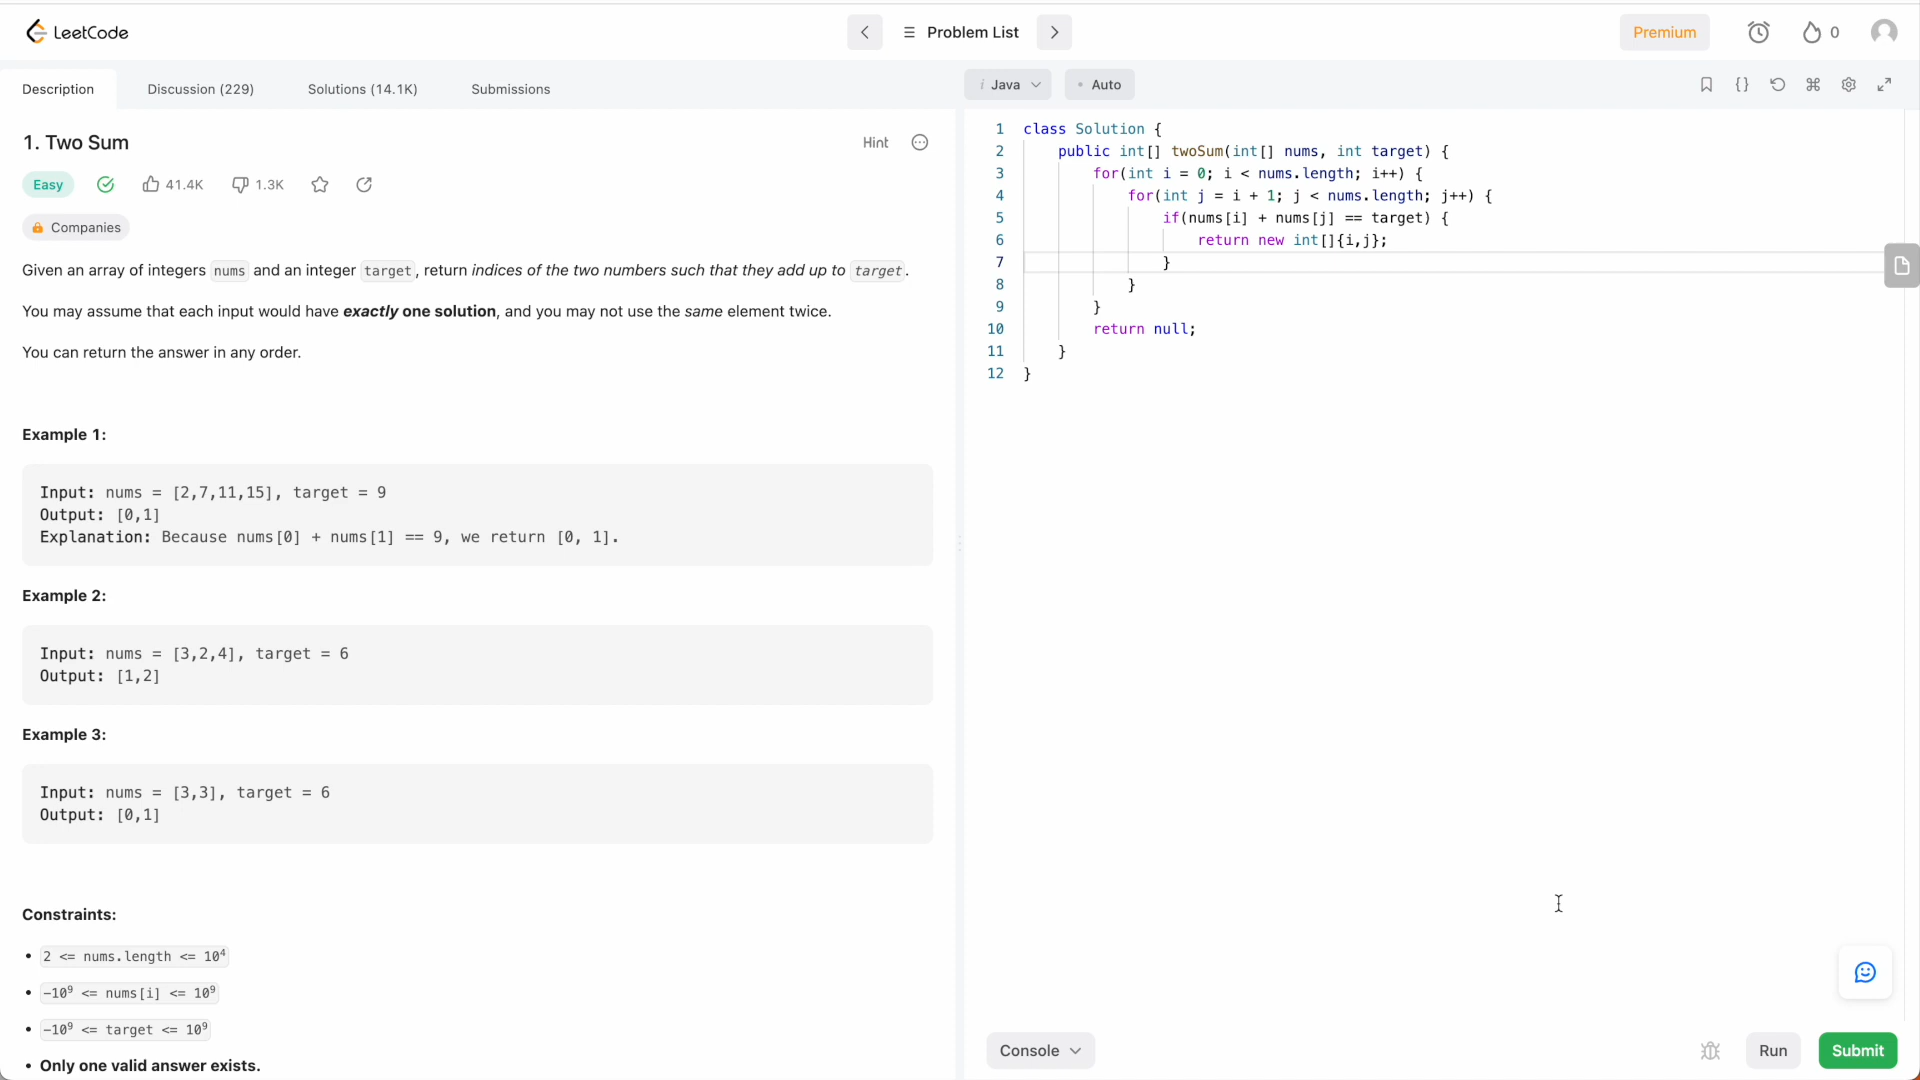 LeetCode
Problem List
Premium
0
Description
Discussion (229)
Solutions (14.1K)
Submissions
i Java
• Auto
1. Two Sum
Hint
Easy
41.4K
1.3K
Companies
Given an array of integers nums and an integer target, return indices of the two numbers such that they add up to target.
You may assume that each input would have exactly one solution, and you may not use the same element twice.
You can return the answer in any order.
Example 1:
Input: nums = [2,7,11,15], target = 9
Output: [0,1]
Explanation: Because nums[0] + nums[1] == 9, we return [0, 1].
Example 2:
Input: nums = [3,2,4], target = 6
Output: [1,2]
Example 3:
Input: nums = [3,3], target = 6
Output: [0,1]
Constraints:
• 2 <= nums.length <= 10⁴
• -10⁹ <= nums[i] <= 10⁹
• -10⁹ <= target <= 10⁹
• Only one valid answer exists.
1 class Solution {
2 public int[] twoSum(int[] nums, int target) {
3 for(int i = 0; i < nums.length; i++) {
4 for(int j = i + 1; j < nums.length; j++) {
5 if(nums[i] + nums[j] == target) {
6 return new int[]{i,j};
7 }
8 }
9 }
10 return null;
11 }
12 }
Console
Run
Submit